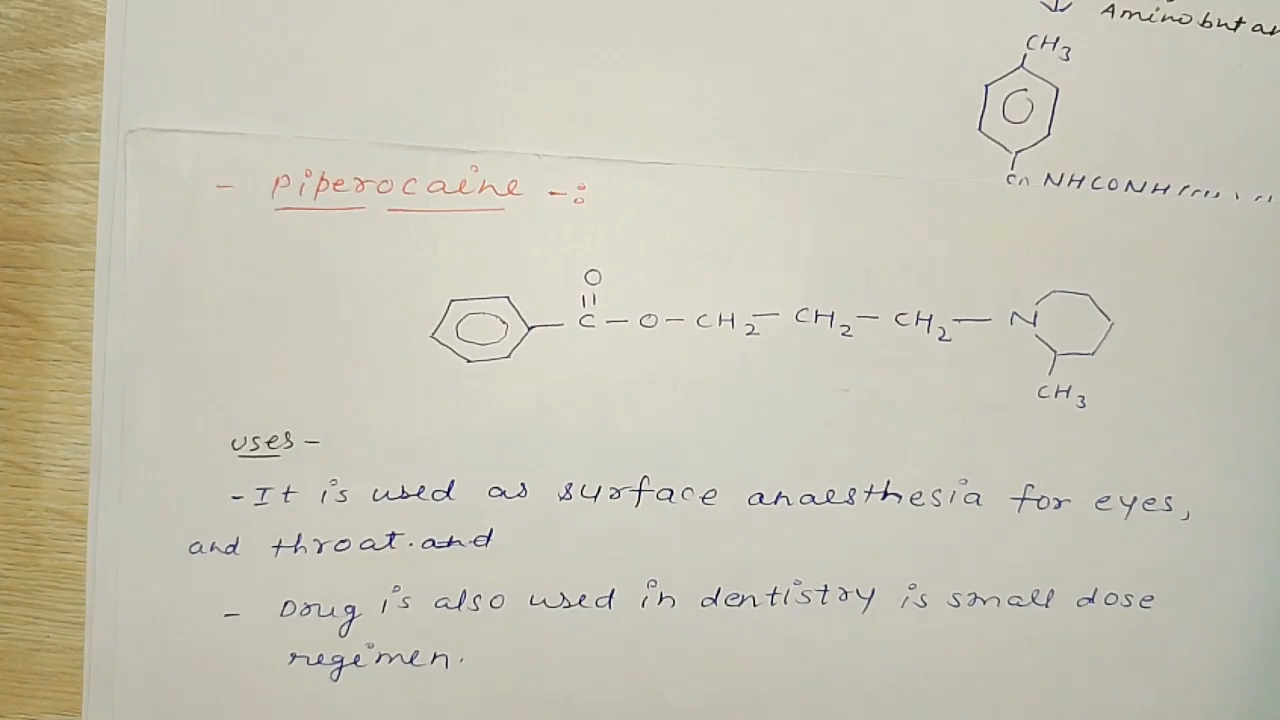 Aminobutan
CH3
NHCONH
- Piperocaine -:
O
C - O - CH2 - CH2 - CH2 - N
CH3
uses -
- It is used as surface anaesthesia for eyes,
and throat. and
- Drug is also used in dentistry is small dose
regimen.